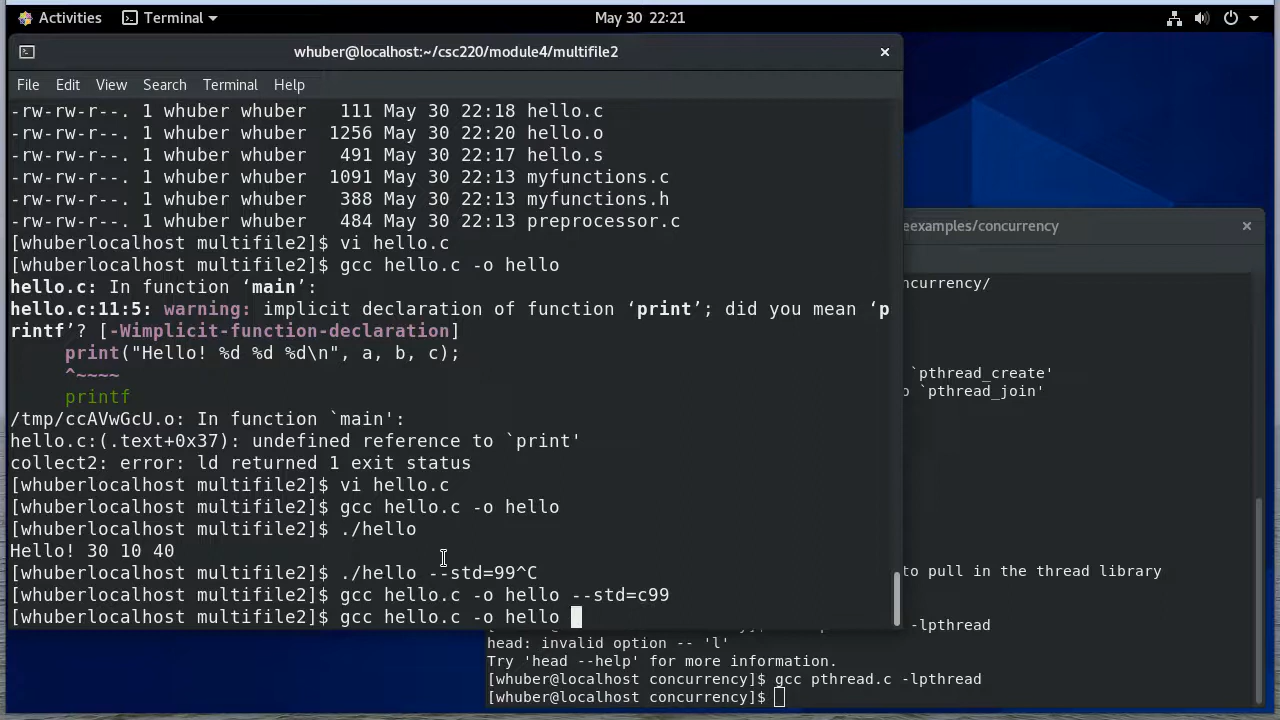 Activities
Terminal
May 30 22:21
whuber@localhost:~/csc220/module4/multifile2
File Edit View Search Terminal Help
-rw-rw-r--. 1 whuber whuber   111 May 30 22:18 hello.c
-rw-rw-r--. 1 whuber whuber  1256 May 30 22:20 hello.o
-rw-rw-r--. 1 whuber whuber   491 May 30 22:17 hello.s
-rw-rw-r--. 1 whuber whuber  1091 May 30 22:13 myfunctions.c
-rw-rw-r--. 1 whuber whuber   388 May 30 22:13 myfunctions.h
-rw-rw-r--. 1 whuber whuber   484 May 30 22:13 preprocessor.c
[whuberlocalhost multifile2]$ vi hello.c
[whuberlocalhost multifile2]$ gcc hello.c -o hello
hello.c: In function ‘main’:
hello.c:11:5: warning: implicit declaration of function ‘print’; did you mean ‘p
rintf’? [-Wimplicit-function-declaration]
     print("Hello! %d %d %d\n", a, b, c);
     ^~~~~
     printf
/tmp/ccAVwGcU.o: In function `main':
hello.c:(.text+0x37): undefined reference to `print'
collect2: error: ld returned 1 exit status
[whuberlocalhost multifile2]$ vi hello.c
[whuberlocalhost multifile2]$ gcc hello.c -o hello
[whuberlocalhost multifile2]$ ./hello
Hello! 30 10 40
[whuberlocalhost multifile2]$ ./hello --std=99^C
[whuberlocalhost multifile2]$ gcc hello.c -o hello --std=c99
[whuberlocalhost multifile2]$ gcc hello.c -o hello
eexamples/concurrency
ncurrency/
`pthread_create'
`pthread_join'
to pull in the thread library
-lpthread
head: invalid option -- 'l'
Try 'head --help' for more information.
[whuber@localhost concurrency]$ gcc pthread.c -lpthread
[whuber@localhost concurrency]$